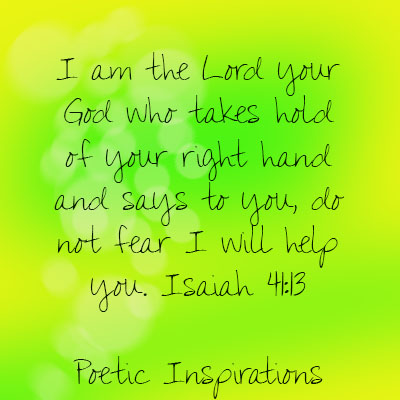 I am the Lord your
God who takes hold
of your right hand
and says to you, do
not fear I will help
you. Isaiah 41:13
Poetic Inspirations